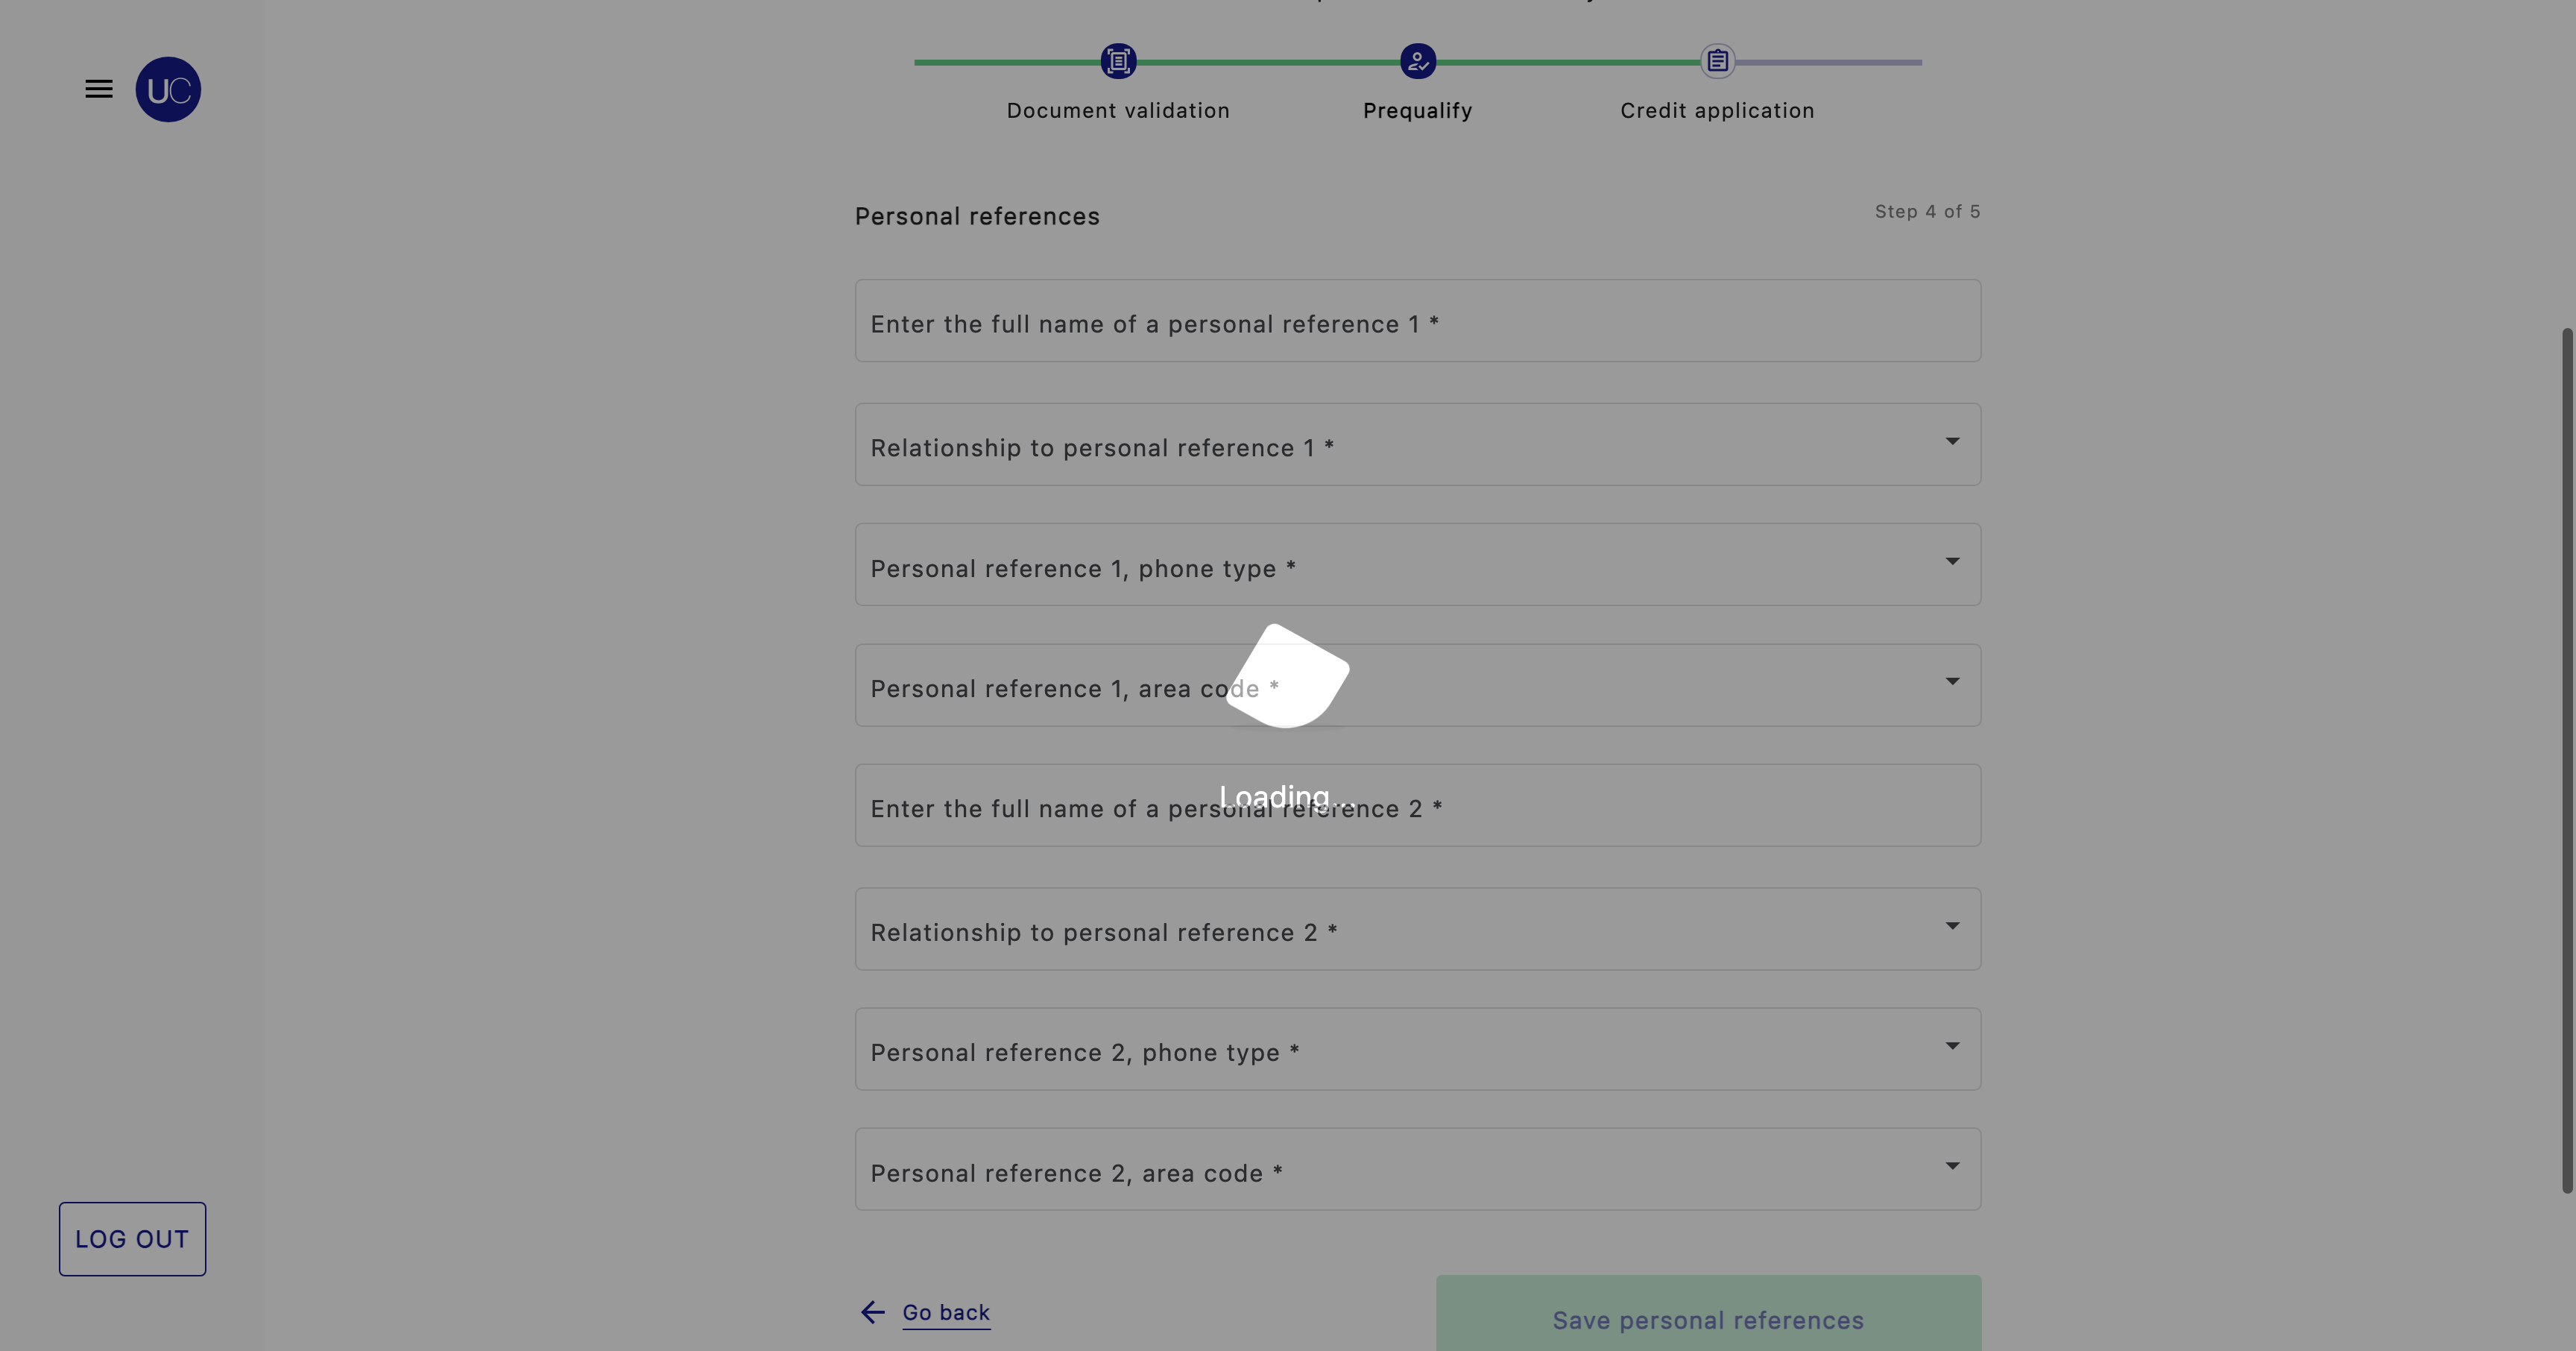 UC
Document validation
Prequalify
Credit application
Personal references
Step 4 of 5
Enter the full name of a personal reference 1 *
Relationship to personal reference 1 *
Personal reference 1, phone type *
Personal reference 1, area code *
Loading...
Enter the full name of a personal reference 2 *
Relationship to personal reference 2 *
Personal reference 2, phone type *
Personal reference 2, area code *
LOG OUT
Go back
Save personal references